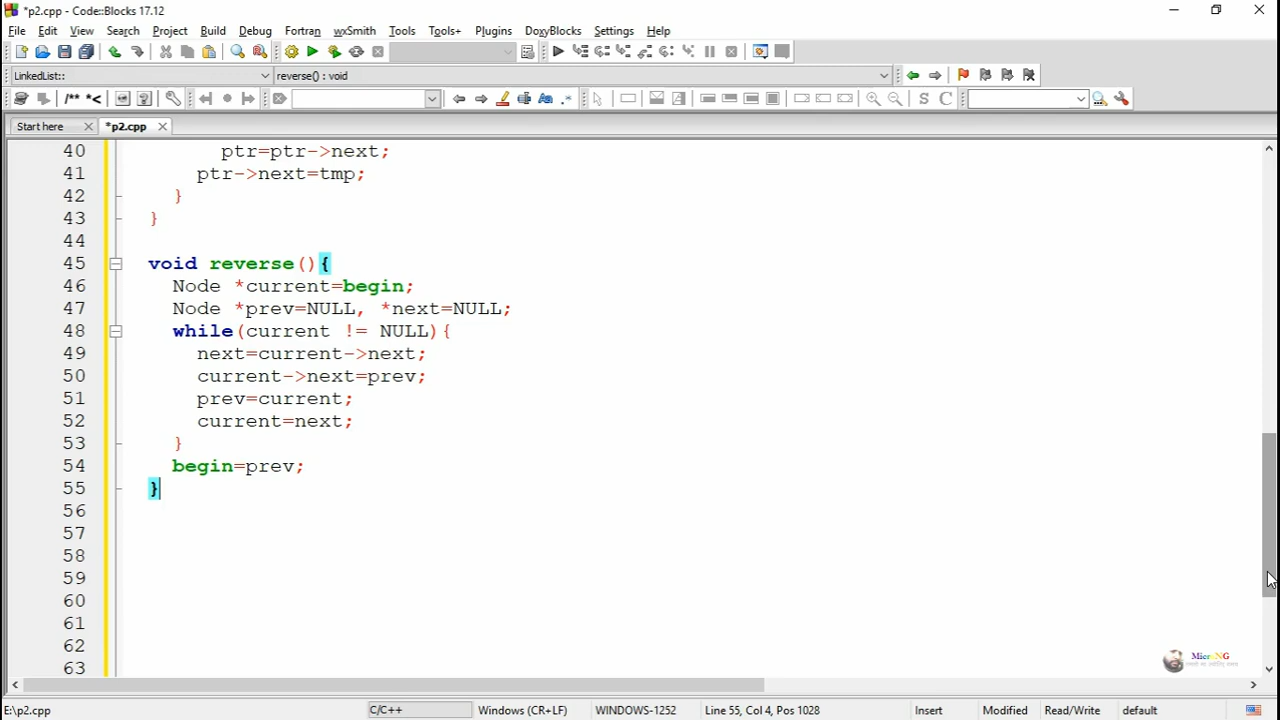 *p2.cpp - Code::Blocks 17.12
File Edit View Search Project Build Debug Fortran wxSmith Tools Tools+ Plugins DoxyBlocks Settings Help
LinkedList:: reverse() : void
/** *<
S C
Start here *p2.cpp
40 ptr=ptr->next;
41 ptr->next=tmp;
42 }
43 }
44
45 void reverse(){
46 Node *current=begin;
47 Node *prev=NULL, *next=NULL;
48 while(current != NULL){
49 next=current->next;
50 current->next=prev;
51 prev=current;
52 current=next;
53 }
54 begin=prev;
55 }
56
57
58
59
60
61
62
63
MicroNG
E:\p2.cpp C/C++ Windows (CR+LF) WINDOWS-1252 Line 55, Col 4, Pos 1028 Insert Modified Read/Write default